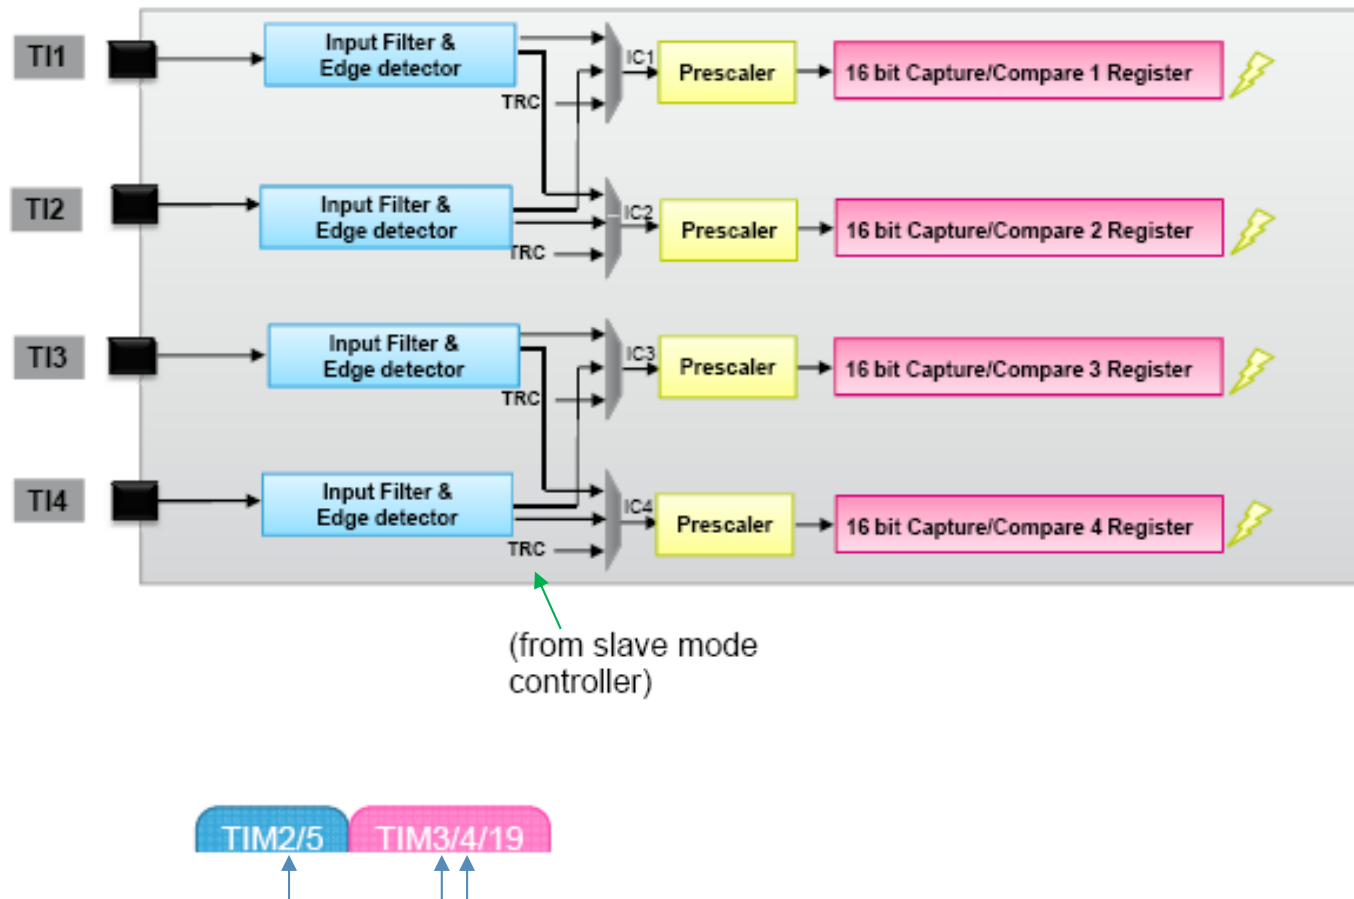 TI1
Input Filter &
Edge detector
TRC
IC1
Prescaler
16 bit Capture/Compare 1 Register
TI2
Input Filter &
Edge detector
TRC
IC2
Prescaler
16 bit Capture/Compare 2 Register
TI3
Input Filter &
Edge detector
TRC
IC3
Prescaler
16 bit Capture/Compare 3 Register
TI4
Input Filter &
Edge detector
TRC
IC4
Prescaler
16 bit Capture/Compare 4 Register
(from slave mode
controller)
TIM2/5 TIM3/4/19